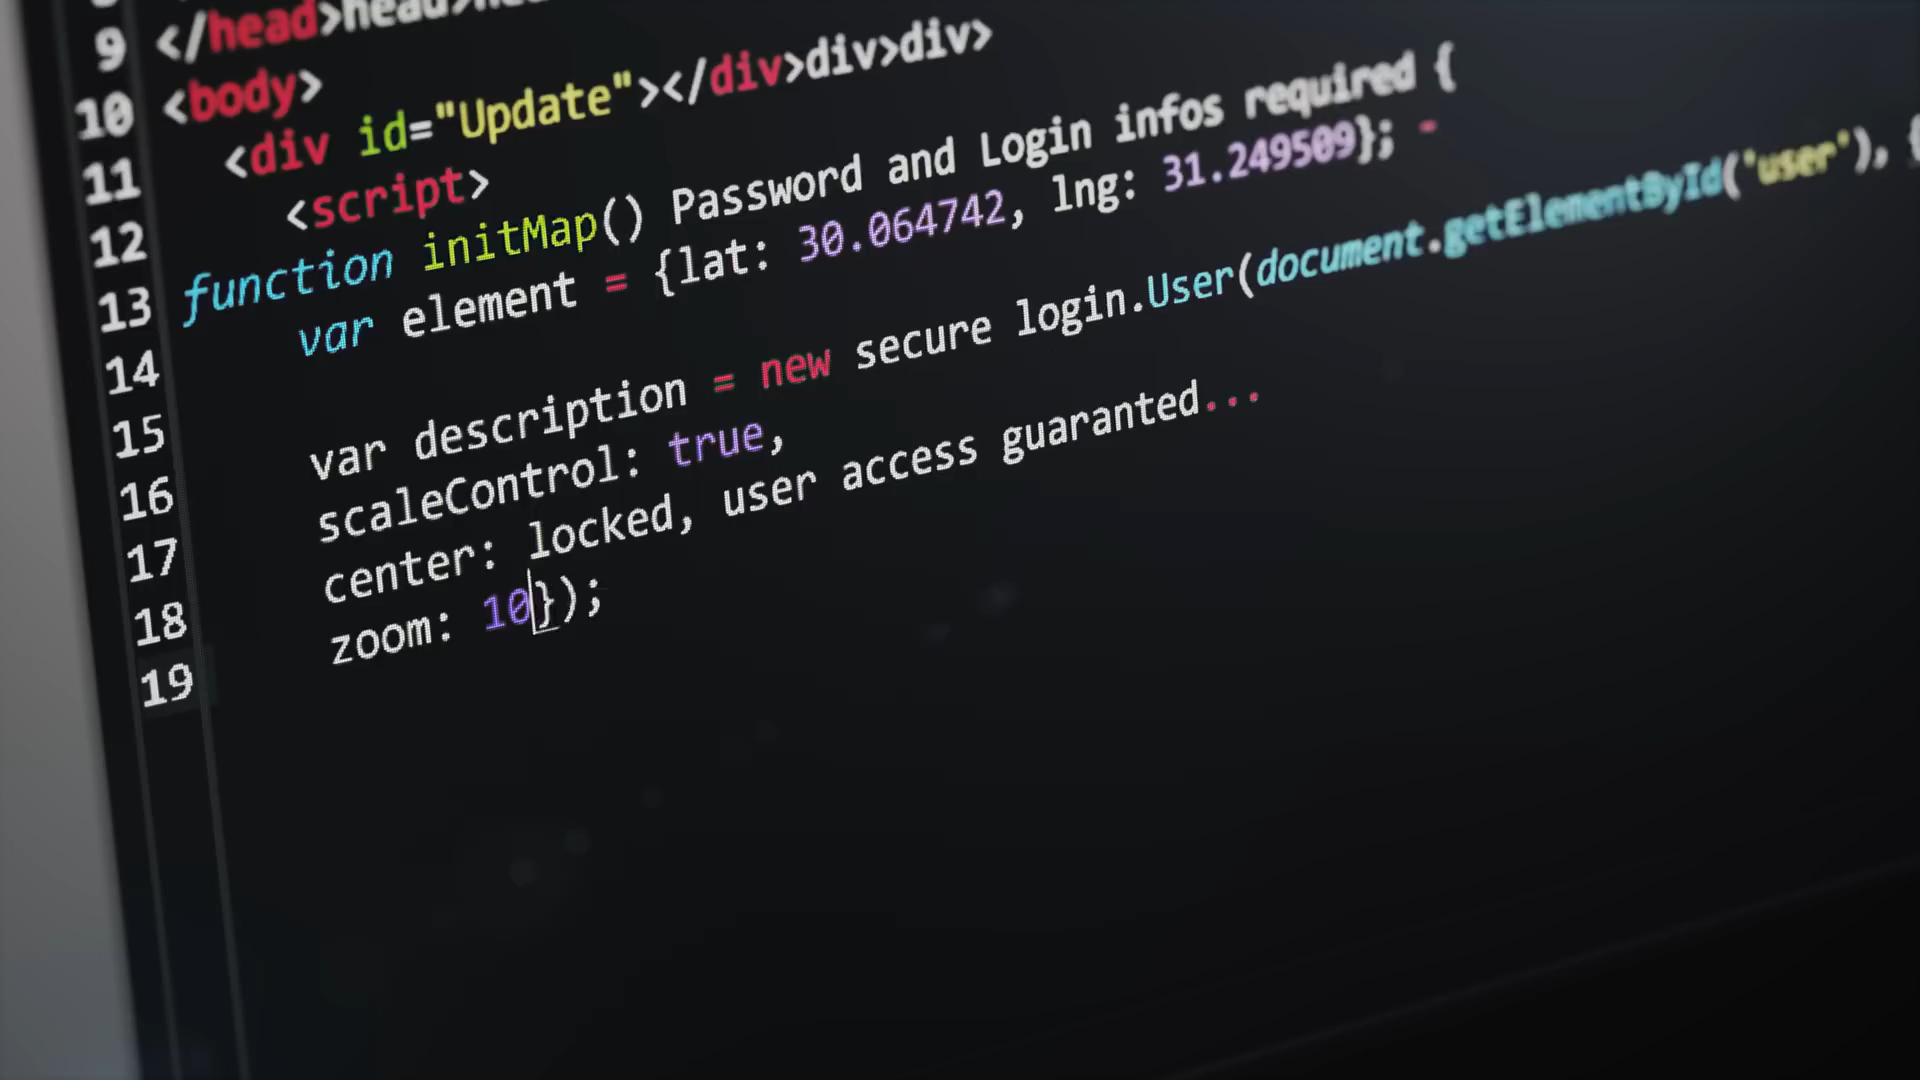 9 </head>head>
10 <body>
11 <div id="Update"></div>div>div>
12 <script>
13 function initMap() Password and Login infos required {
14 var element = {lat: 30.064742, lng: 31.249509}; -
15 var description = new secure login.User(document.getElementById('user'), {
16 scaleControl: true,
17 center: locked, user access guaranted...
18 zoom: 10});
19